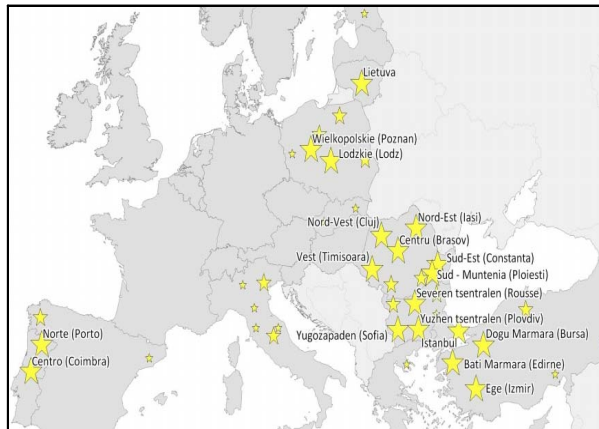 Lietuva
Wielkopolskie (Poznan)
Lodzkie (Lodz)
Nord-Est (Iasi)
Nord-Vest (Cluj)
Centru (Brasov)
Vest (Timisoara)
Sud-Est (Constanta)
Sud - Muntenia (Ploiesti)
Severen tsentralen (Rousse)
Norte (Porto)
Yuzhen tsentralen (Plovdiv)
Yugozapaden (Sofia)
Istanbul
Dogu Marmara (Bursa)
Centro (Coimbra)
Bati Marmara (Edirne)
Ege (Izmir)